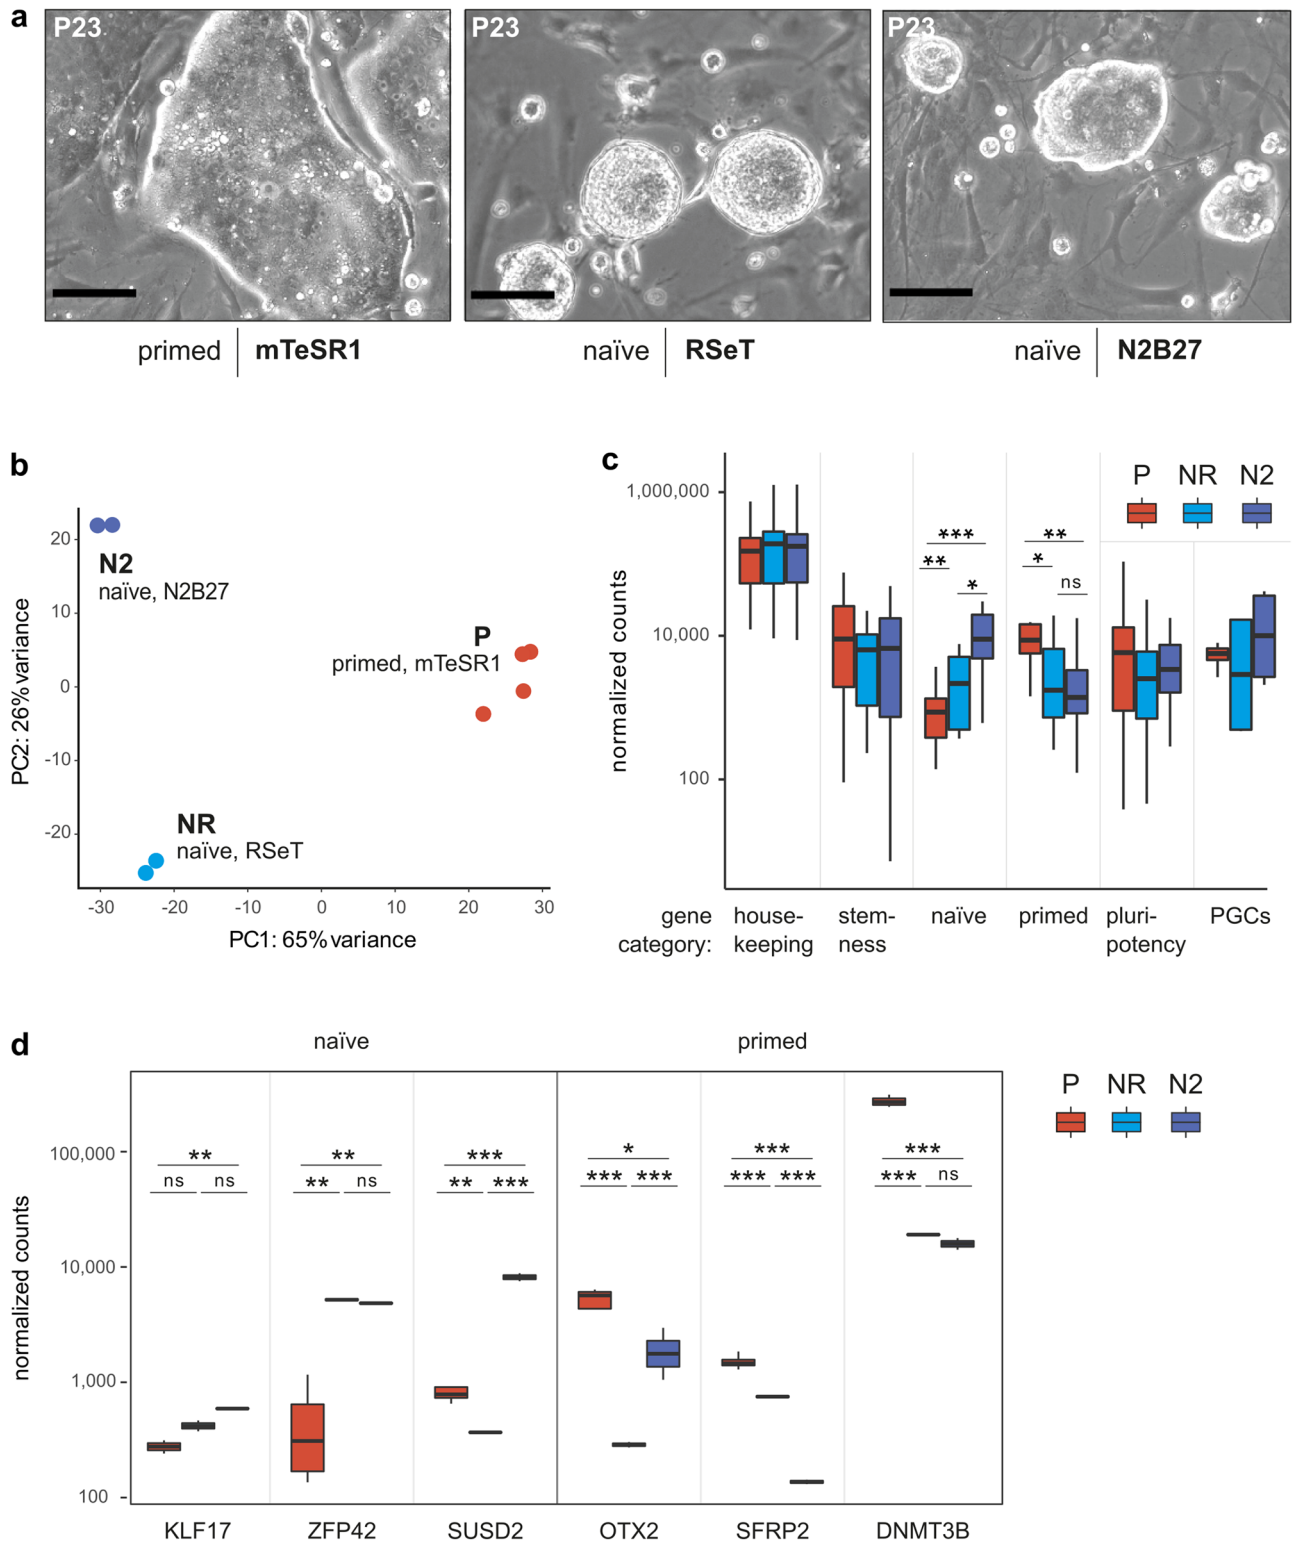 a
P23
P23
P23
primed | mTeSR1
naïve | RSeT
naïve | N2B27
b
20
10
0
-10
-20
-30
-20
-10
0
10
20
30
PC2: 26% variance
PC1: 65% variance
N2
naïve, N2B27
P
primed, mTeSR1
NR
naïve, RSeT
c
P NR N2
1,000,000
10,000
100
normalized counts
***
**
*
**
*
ns
gene category:
house-keeping
stem-ness
naïve
primed
pluri-potency
PGCs
d
naïve
primed
P NR N2
100,000
10,000
1,000
100
normalized counts
** ** *** * *** ***
ns ns ** ns ** *** *** *** *** *** *** ns
KLF17 ZFP42 SUSD2 OTX2 SFRP2 DNMT3B